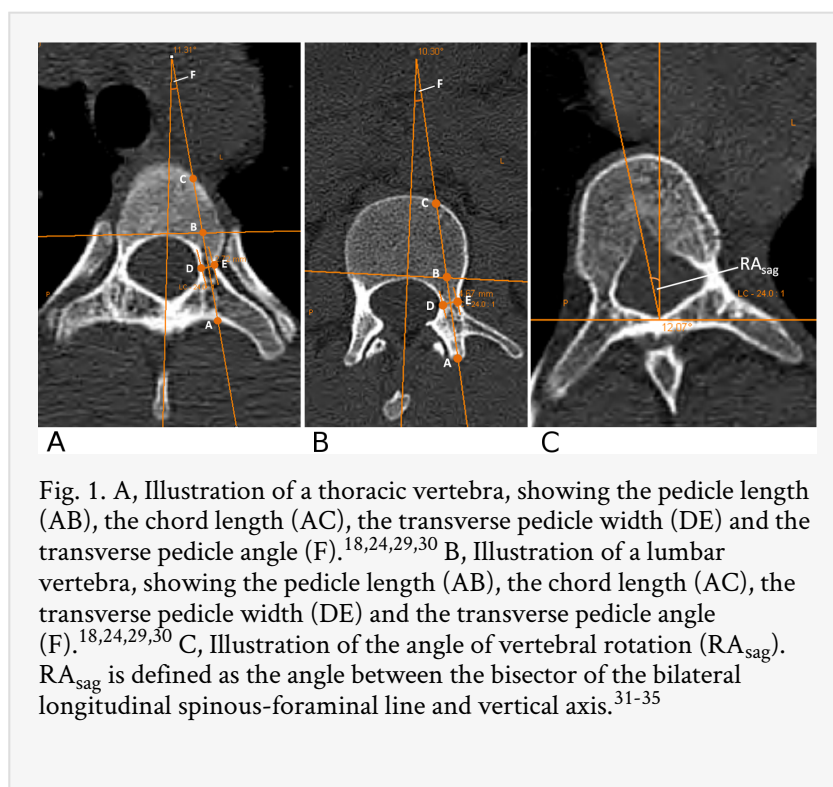 11.31°
F
L
C
B
D
E
P
A
10.30°
F
L
C
B
D
E
24.0 : 1
P
A
L
RAsag
LC - 24.0 : 1
P
12.07°
A
B
C
Fig. 1. A, Illustration of a thoracic vertebra, showing the pedicle length
(AB), the chord length (AC), the transverse pedicle width (DE) and the
transverse pedicle angle (F).18,24,29,30 B, Illustration of a lumbar
vertebra, showing the pedicle length (AB), the chord length (AC), the
transverse pedicle width (DE) and the transverse pedicle angle
(F).18,24,29,30 C, Illustration of the angle of vertebral rotation (RAsag).
RAsag is defined as the angle between the bisector of the bilateral
longitudinal spinous-foraminal line and vertical axis.31-35